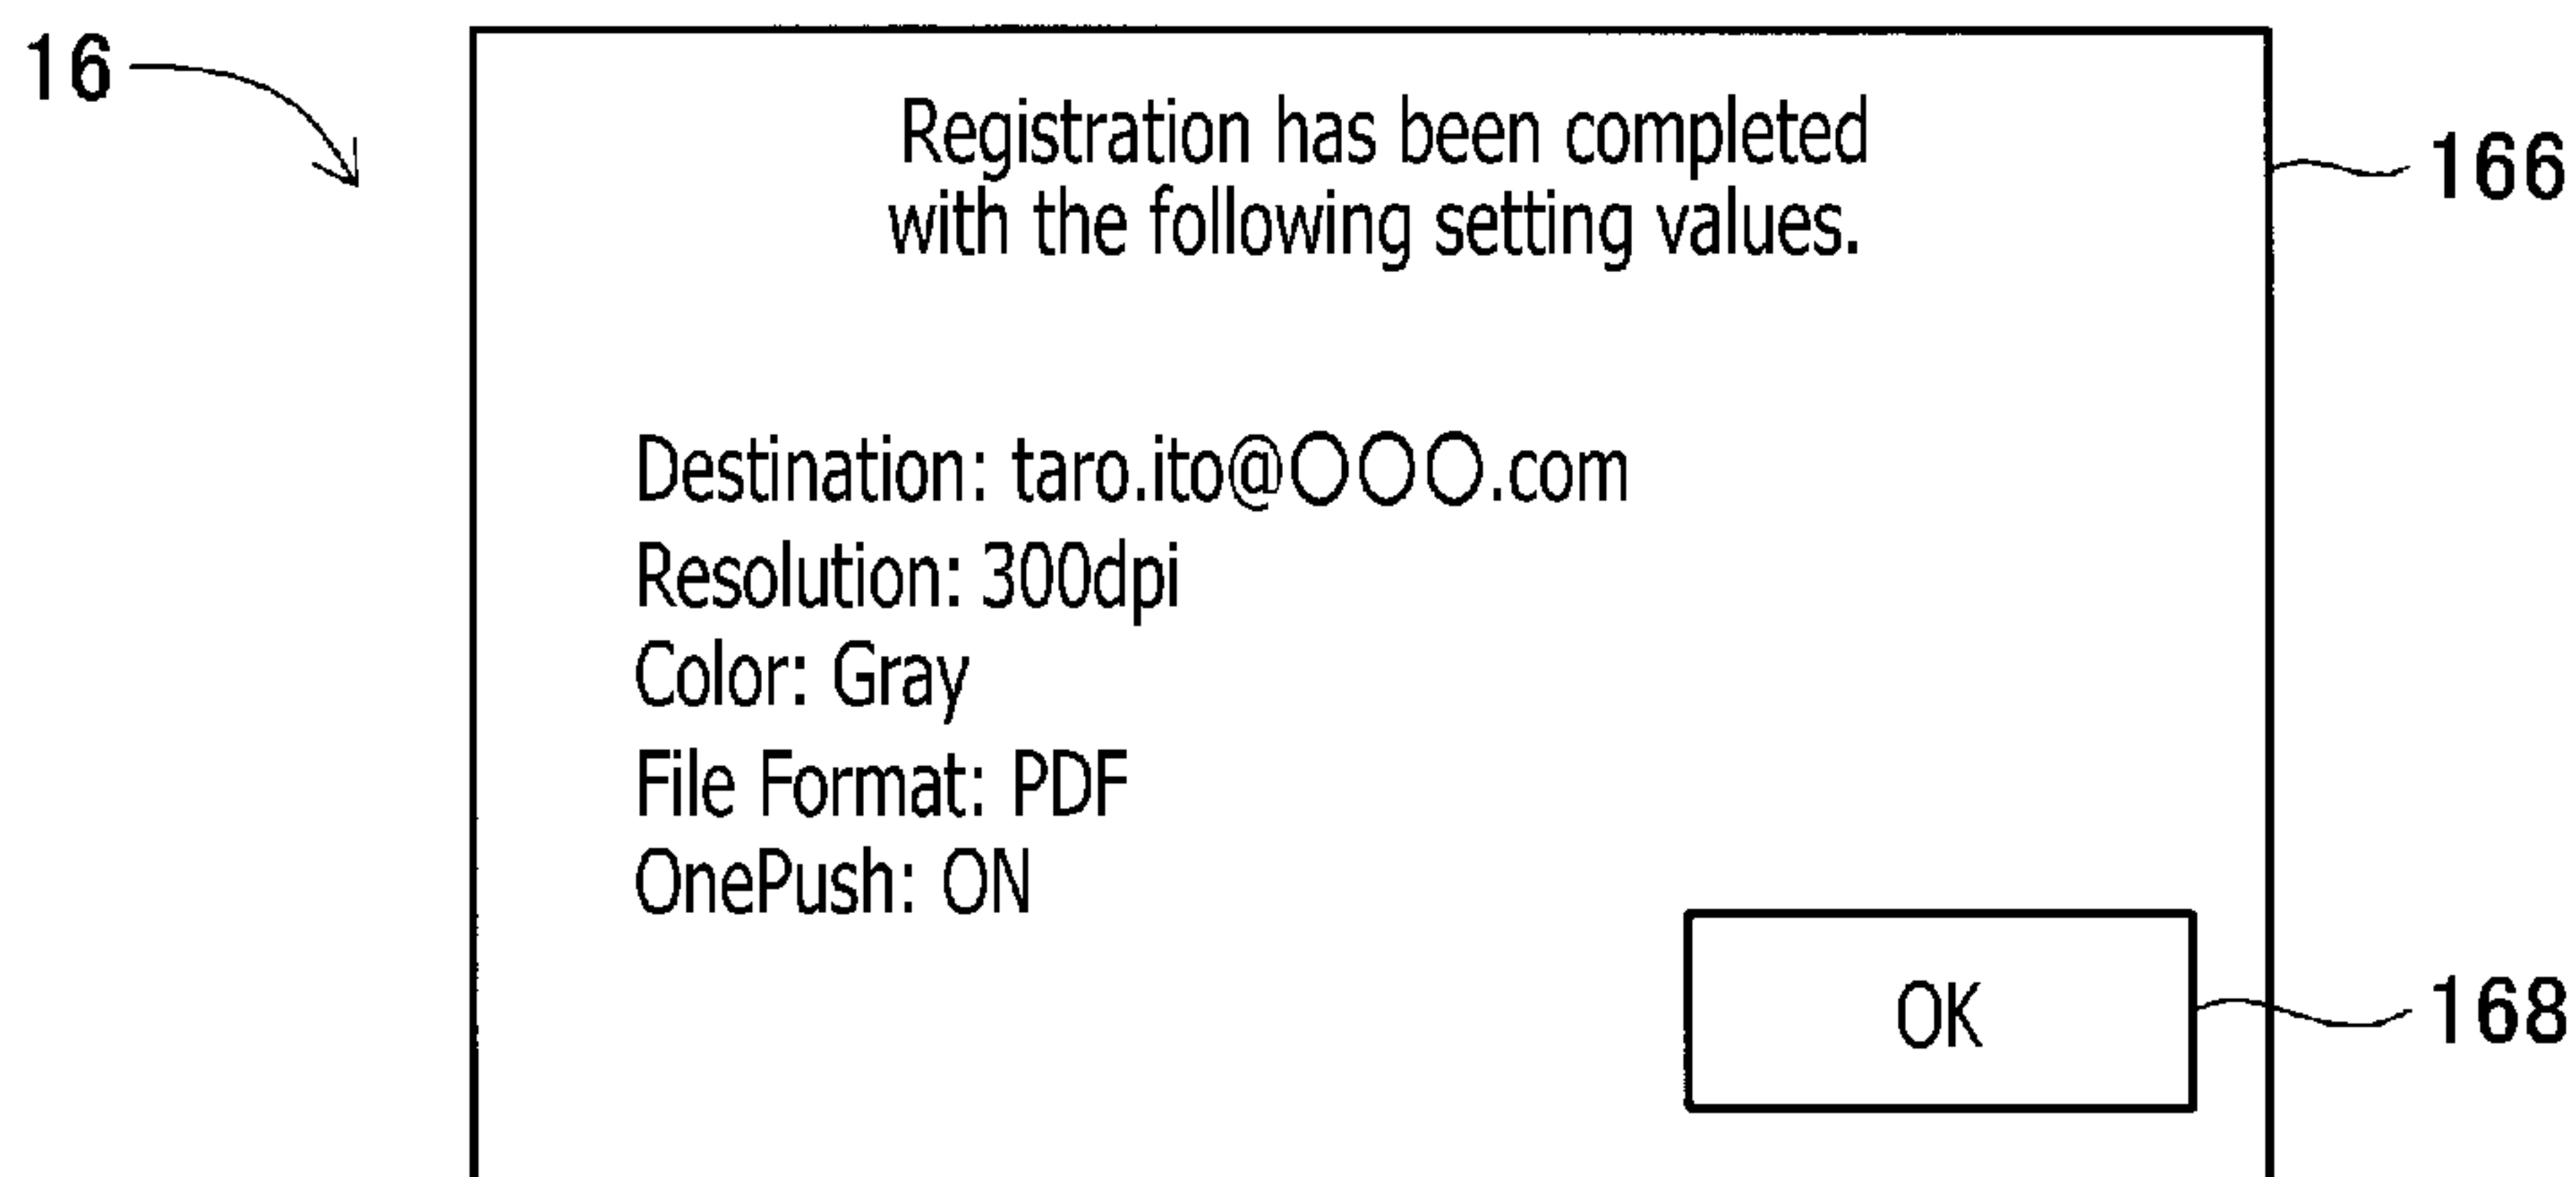 16
Registration has been completed
with the following setting values.
166
Destination: taro.ito@○○○.com
Resolution: 300dpi
Color: Gray
File Format: PDF
OnePush: ON
OK
168